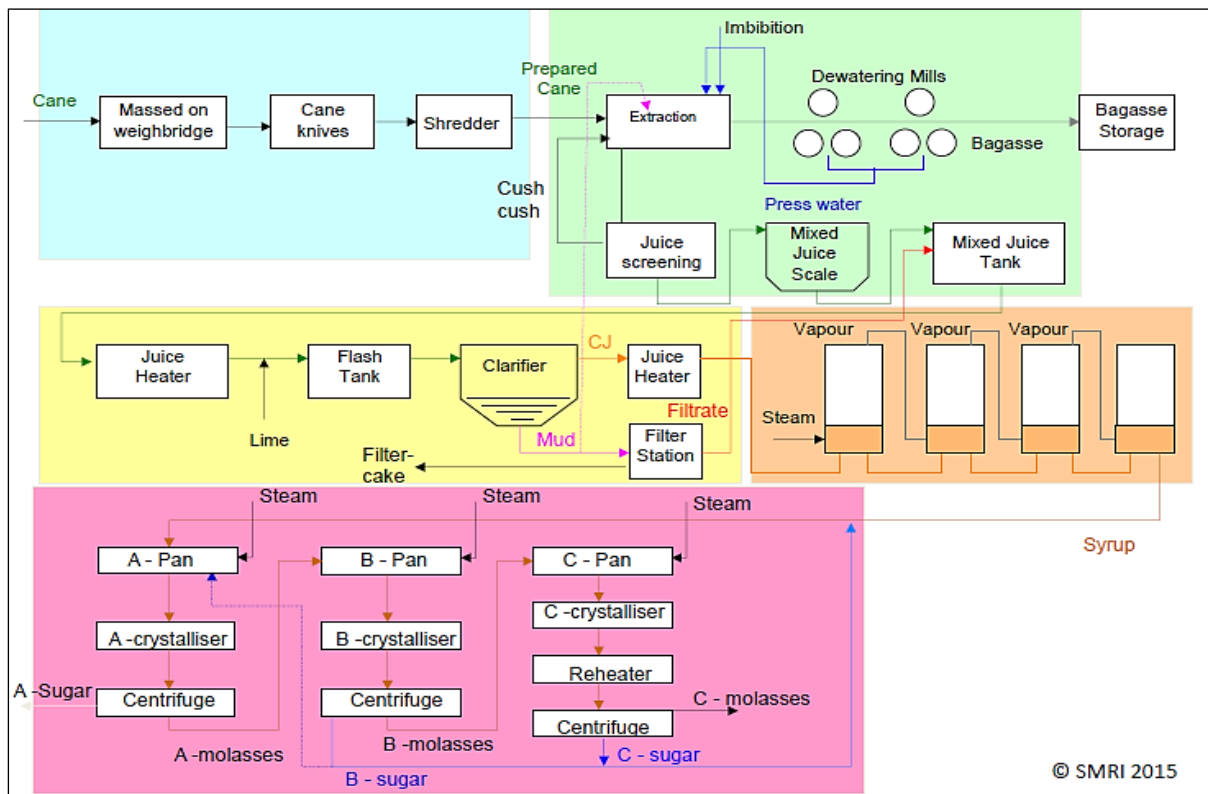 Imbibition
Prepared
Cane
Dewatering Mills
Cane
Massed on
weighbridge
Cane
knives
Shredder
Extraction
Bagasse
Storage
Bagasse
Cush
cush
Press water
Juice
screening
Mixed
Juice
Scale
Mixed Juice
Tank
Vapour
Vapour
Vapour
CJ
Juice
Heater
Flash
Tank
Clarifier
Juice
Heater
Steam
Filtrate
Lime
Mud
Filter
Station
Filter-
cake
Steam
Steam
Steam
Syrup
A - Pan
B - Pan
C - Pan
C -crystalliser
A -crystalliser
B -crystalliser
Reheater
A -Sugar
Centrifuge
Centrifuge
C - molasses
Centrifuge
A -molasses
B -molasses
C - sugar
B - sugar
© SMRI 2015